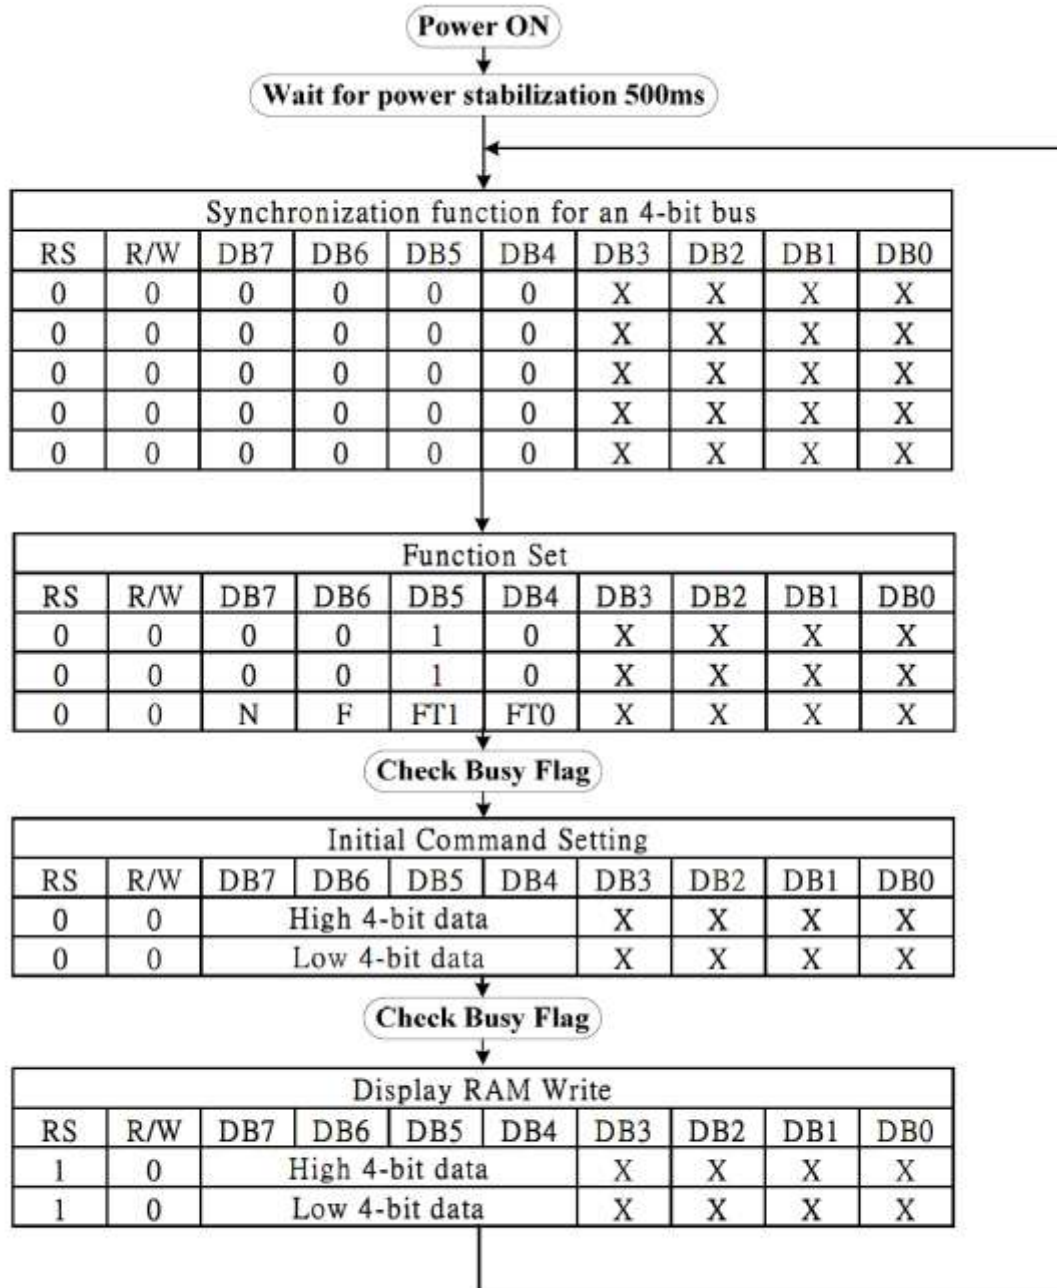 Power ON
Wait for power stabilization 500ms
Synchronization function for an 4-bit bus
RS R/W DB7 DB6 DB5 DB4 DB3 DB2 DB1 DB0
0 0 0 0 0 0 X X X X
0 0 0 0 0 0 X X X X
0 0 0 0 0 0 X X X X
0 0 0 0 0 0 X X X X
0 0 0 0 0 0 X X X X
Function Set
RS R/W DB7 DB6 DB5 DB4 DB3 DB2 DB1 DB0
0 0 0 0 1 0 X X X X
0 0 0 0 1 0 X X X X
0 0 N F FT1 FT0 X X X X
Check Busy Flag
Initial Command Setting
RS R/W DB7 DB6 DB5 DB4 DB3 DB2 DB1 DB0
0 0 High 4-bit data X X X X
0 0 Low 4-bit data X X X X
Check Busy Flag
Display RAM Write
RS R/W DB7 DB6 DB5 DB4 DB3 DB2 DB1 DB0
1 0 High 4-bit data X X X X
1 0 Low 4-bit data X X X X